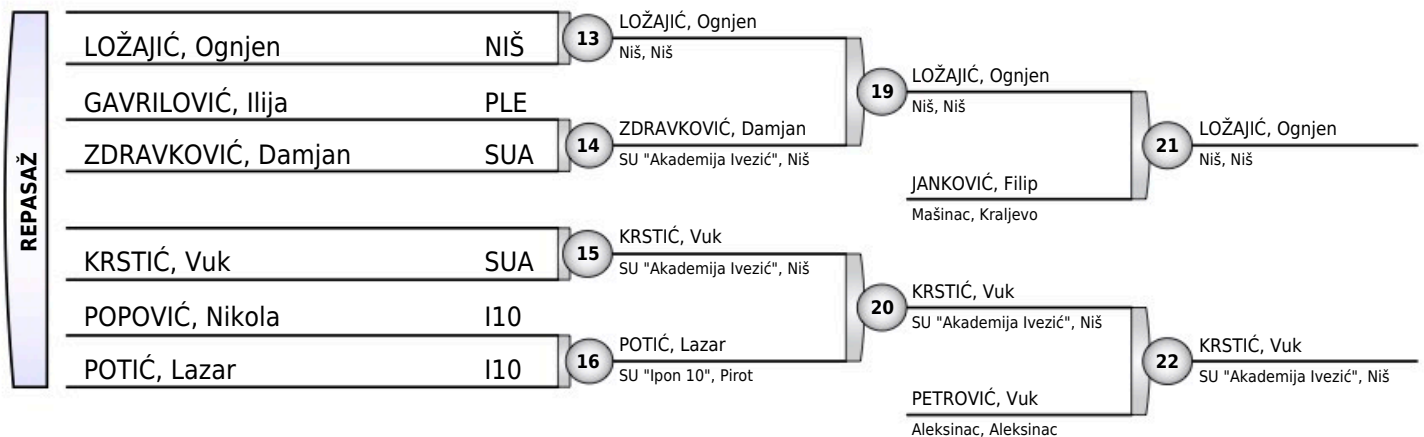 REPASAŽ
LOŽAJIĆ, Ognjen NIŠ
GAVRILOVIĆ, Ilija PLE
ZDRAVKOVIĆ, Damjan SUA
KRSTIĆ, Vuk SUA
POPOVIĆ, Nikola I10
POTIĆ, Lazar I10
13
LOŽAJIĆ, Ognjen
Niš, Niš
14
ZDRAVKOVIĆ, Damjan
SU "Akademija Ivezić", Niš
15
KRSTIĆ, Vuk
SU "Akademija Ivezić", Niš
16
POTIĆ, Lazar
SU "Ipon 10", Pirot
19
LOŽAJIĆ, Ognjen
Niš, Niš
JANKOVIĆ, Filip
Mašinac, Kraljevo
20
KRSTIĆ, Vuk
SU "Akademija Ivezić", Niš
PETROVIĆ, Vuk
Aleksinac, Aleksinac
21
LOŽAJIĆ, Ognjen
Niš, Niš
22
KRSTIĆ, Vuk
SU "Akademija Ivezić", Niš